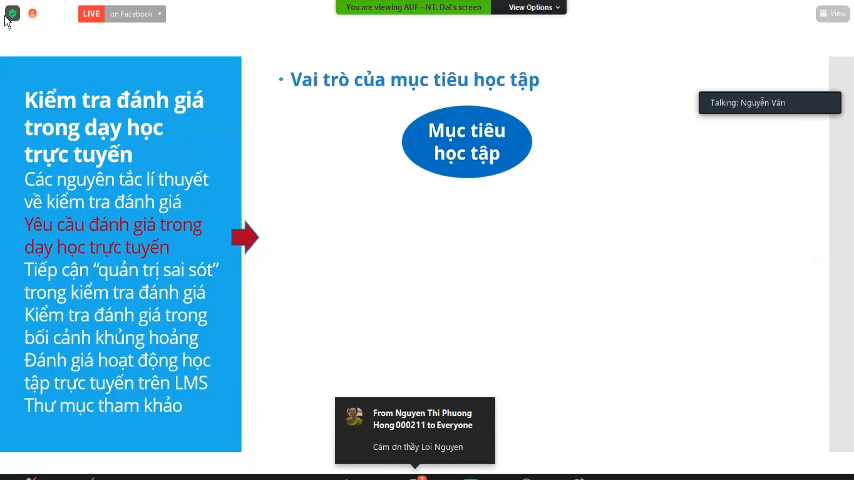 LIVE on Facebook
You are viewing AUF - NT. Dal's screen
View Options
View
Kiểm tra đánh giá
trong dạy học
trực tuyến
Các nguyên tắc lí thuyết
về kiểm tra đánh giá
Yêu cầu đánh giá trong
dạy học trực tuyến
Tiếp cận “quản trị sai sót”
trong kiểm tra đánh giá
Kiểm tra đánh giá trong
bối cảnh khủng hoảng
Đánh giá hoạt động học
tập trực tuyến trên LMS
Thư mục tham khảo
• Vai trò của mục tiêu học tập
Mục tiêu
học tập
Talking: Nguyễn Văn
From Nguyen Thi Phuong
Hong 000211 to Everyone
Cám ơn thầy Loi Nguyen